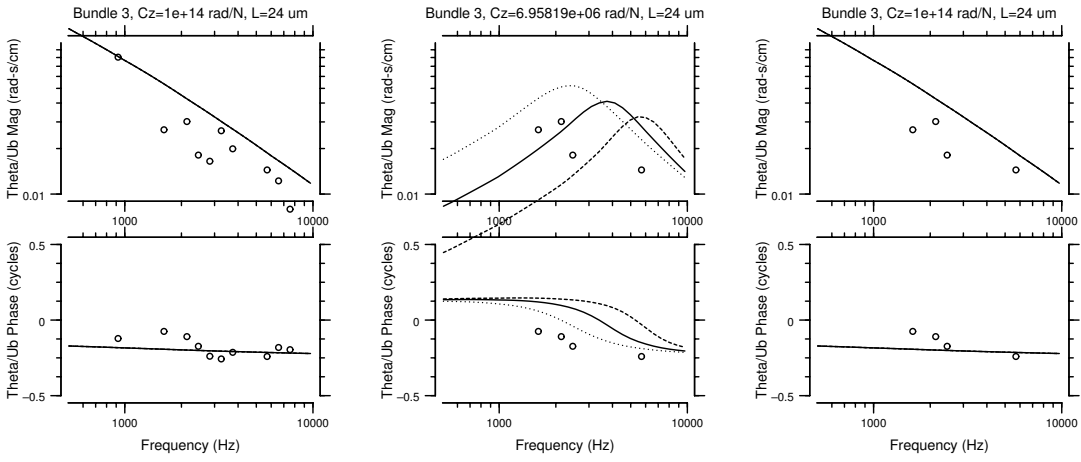 Bundle 3, Cz=1e+14 rad/N, L=24 um
Theta/Ub Mag (rad-s/cm)
0.01
1000
10000
Theta/Ub Phase (cycles)
0.5
0
−0.5
1000
10000
Frequency (Hz)
Bundle 3, Cz=6.95819e+06 rad/N, L=24 um
Theta/Ub Mag (rad-s/cm)
0.01
1000
10000
Theta/Ub Phase (cycles)
0.5
0
−0.5
1000
10000
Frequency (Hz)
Bundle 3, Cz=1e+14 rad/N, L=24 um
Theta/Ub Mag (rad-s/cm)
0.01
1000
10000
Theta/Ub Phase (cycles)
0.5
0
−0.5
1000
10000
Frequency (Hz)